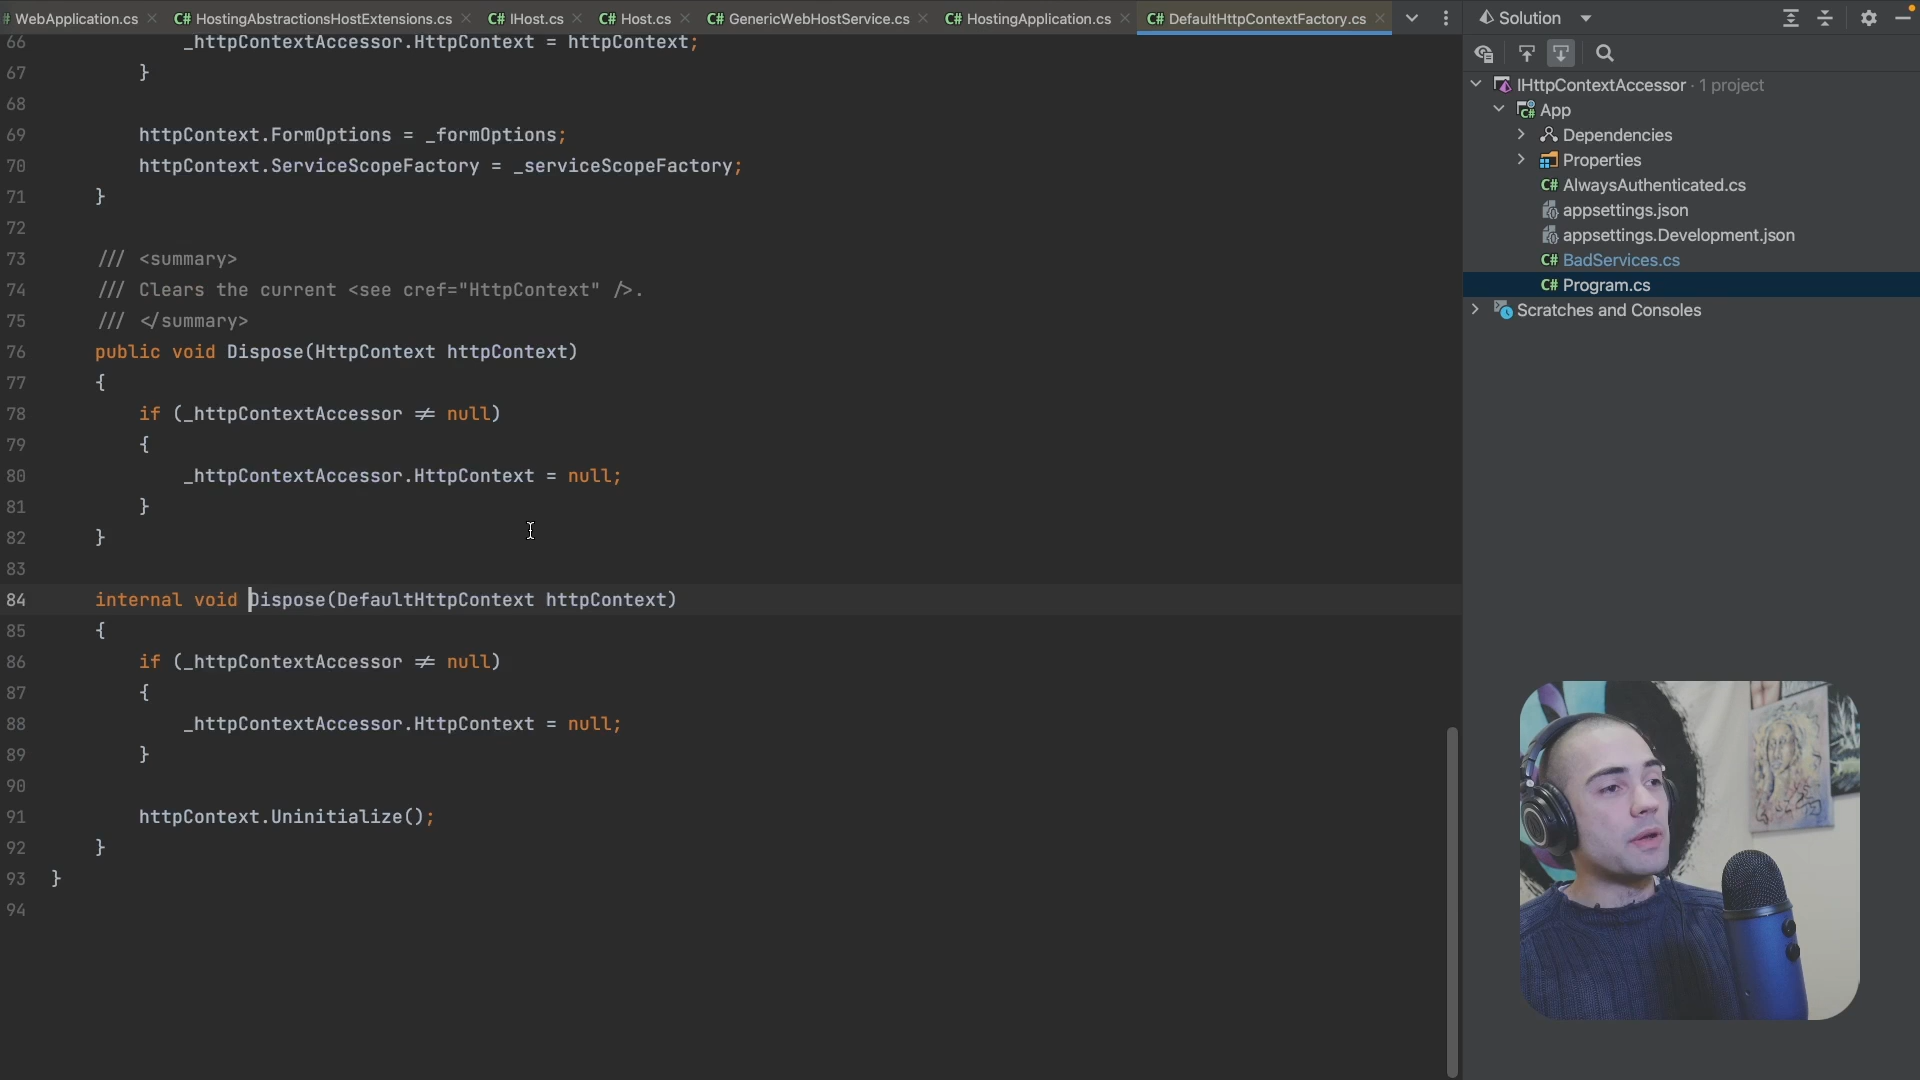 WebApplication.cs
C# HostingAbstractionsHostExtensions.cs
C# IHost.cs
C# Host.cs
C# GenericWebHostService.cs
C# HostingApplication.cs
C# DefaultHttpContextFactory.cs
Solution
66 _httpContextAccessor.HttpContext = httpContext;
67 }
68
69 httpContext.FormOptions = _formOptions;
70 httpContext.ServiceScopeFactory = _serviceScopeFactory;
71 }
72
73 /// <summary>
74 /// Clears the current <see cref="HttpContext" />.
75 /// </summary>
76 public void Dispose(HttpContext httpContext)
77 {
78 if (_httpContextAccessor ≠ null)
79 {
80 _httpContextAccessor.HttpContext = null;
81 }
82 }
83
84 internal void Dispose(DefaultHttpContext httpContext)
85 {
86 if (_httpContextAccessor ≠ null)
87 {
88 _httpContextAccessor.HttpContext = null;
89 }
90
91 httpContext.Uninitialize();
92 }
93 }
94
IHttpContextAccessor · 1 project
C# App
Dependencies
Properties
C# AlwaysAuthenticated.cs
appsettings.json
appsettings.Development.json
C# BadServices.cs
C# Program.cs
Scratches and Consoles